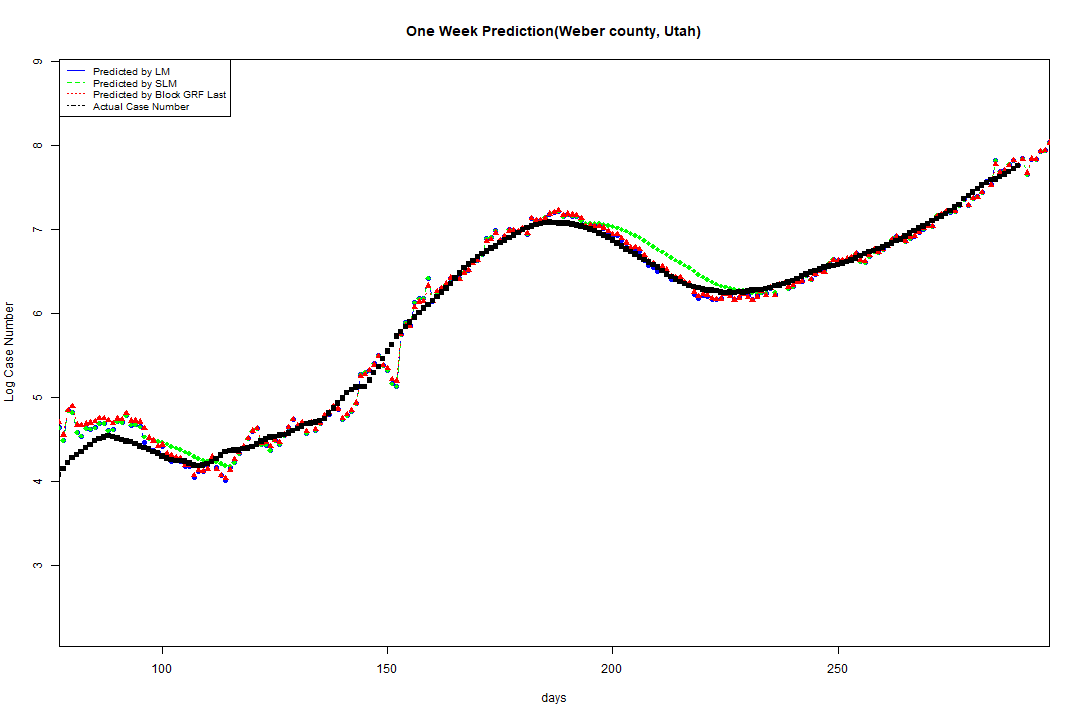 One Week Prediction(Weber county, Utah)
Predicted by LM
Predicted by SLM
Predicted by Block GRF Last
Actual Case Number
9
8
7
6
5
4
3
Log Case Number
100 150 200 250
days